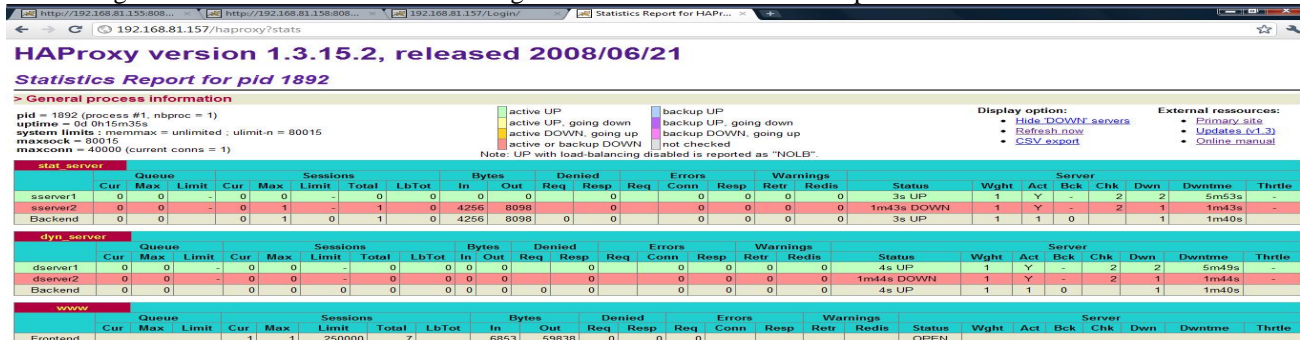 http://192.168.81.155:808... http://192.168.81.158:808... 192.168.81.157/Login/ Statistics Report for HAPr...
192.168.81.157/haproxy?stats
HAProxy version 1.3.15.2, released 2008/06/21
Statistics Report for pid 1892
> General process information
pid = 1892 (process #1, nbproc = 1)
uptime = 0d 0h15m35s
system limits : memmax = unlimited ; ulimit-n = 80015
maxsock = 80015
maxconn = 40000 (current conns = 1)
active UP backup UP
active UP, going down backup UP, going down
active DOWN, going up backup DOWN, going up
active or backup DOWN not checked
Note: UP with load-balancing disabled is reported as "NOLB".
Display option:
Hide 'DOWN' servers
Refresh now
CSV export
External ressources:
Primary site
Updates (v1.3)
Online manual
stat_server
Queue Sessions Bytes Denied Errors Warnings Server
Cur Max Limit Cur Max Limit Total LbTot In Out Req Resp Req Conn Resp Retr Redis Status Wght Act Bck Chk Dwn Dwntme Thrtle
sserver1 0 0 - 0 0 - 0 0 0 0 0 0 0 0 0 3s UP 1 Y - 2 2 5m53s -
sserver2 0 0 - 0 1 - 1 0 4256 8098 0 0 0 0 0 1m43s DOWN 1 Y - 2 1 1m43s -
Backend 0 0 0 1 0 1 0 4256 8098 0 0 0 0 0 0 3s UP 1 1 0 1 1m40s
dyn_server
Queue Sessions Bytes Denied Errors Warnings Server
Cur Max Limit Cur Max Limit Total LbTot In Out Req Resp Req Conn Resp Retr Redis Status Wght Act Bck Chk Dwn Dwntme Thrtle
dserver1 0 0 - 0 0 - 0 0 0 0 0 0 0 0 0 4s UP 1 Y - 2 2 5m49s -
dserver2 0 0 - 0 0 - 0 0 0 0 0 0 0 0 0 1m44s DOWN 1 Y - 2 1 1m44s -
Backend 0 0 0 0 0 0 0 0 0 0 0 0 0 0 0 4s UP 1 1 0 1 1m40s
www
Queue Sessions Bytes Denied Errors Warnings Server
Cur Max Limit Cur Max Limit Total LbTot In Out Req Resp Req Conn Resp Retr Redis Status Wght Act Bck Chk Dwn Dwntme Thrtle
Frontend 1 1 250000 7 6853 59838 0 0 0 OPEN